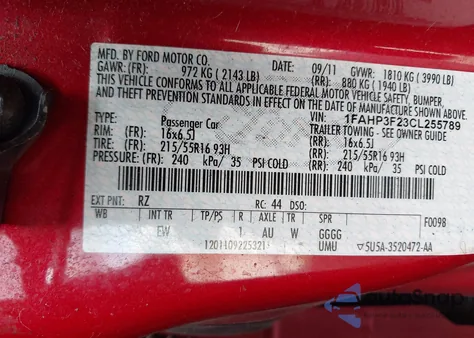 MFD. BY FORD MOTOR CO.
09/11 GVWR: 1810 KG (3990 LB)
GAWR: (FR): 972 KG (2143 LB) (RR): 880 KG (1940 LB)
THIS VEHICLE CONFORMS TO ALL APPLICABLE FEDERAL MOTOR VEHICLE SAFETY, BUMPER,
AND THEFT PREVENTION STANDARDS IN EFFECT ON THE DATE OF MANUFACTURE SHOWN ABOVE.
VIN: 1FAHP3F23CL255789
TYPE: Passenger Car TRAILER TOWING - SEE OWNER GUIDE
RIM: (FR): 16x6.5J (RR): 16x6.5J
TIRE: (FR): 215/55R16 93H (RR): 215/55R16 93H
PRESSURE: (FR): 240 kPa/ 35 PSI COLD (RR): 240 kPa/ 35 PSI COLD
EXT PNT: RZ RC: 44 DSO: F0098
WB INT TR TP/PS R AXLE TR SPR
EW 1 AU W GGGG
1201109225321 UMU 5U5A-3520472-AA
AutoSnap